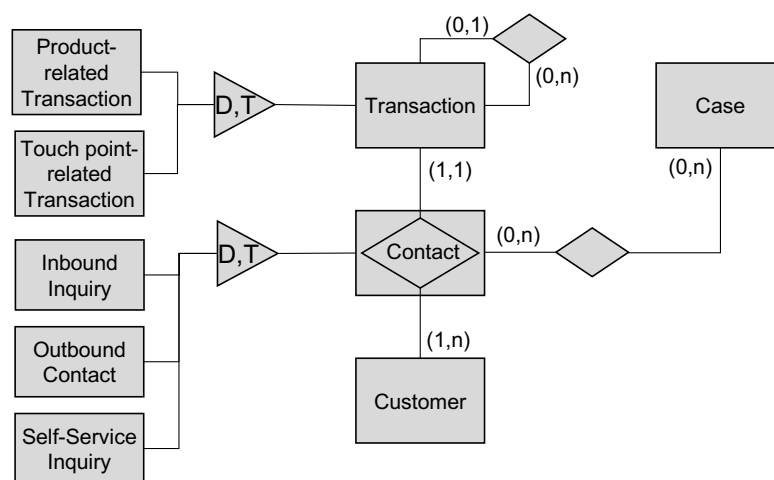 (0,1)
Product-
related
Transaction
(0,n)
D,T
Transaction
Case
Touch point-
related
Transaction
(1,1)
(0,n)
Inbound
Inquiry
D,T
Contact
(0,n)
Outbound
Contact
(1,n)
Customer
Self-Service
Inquiry